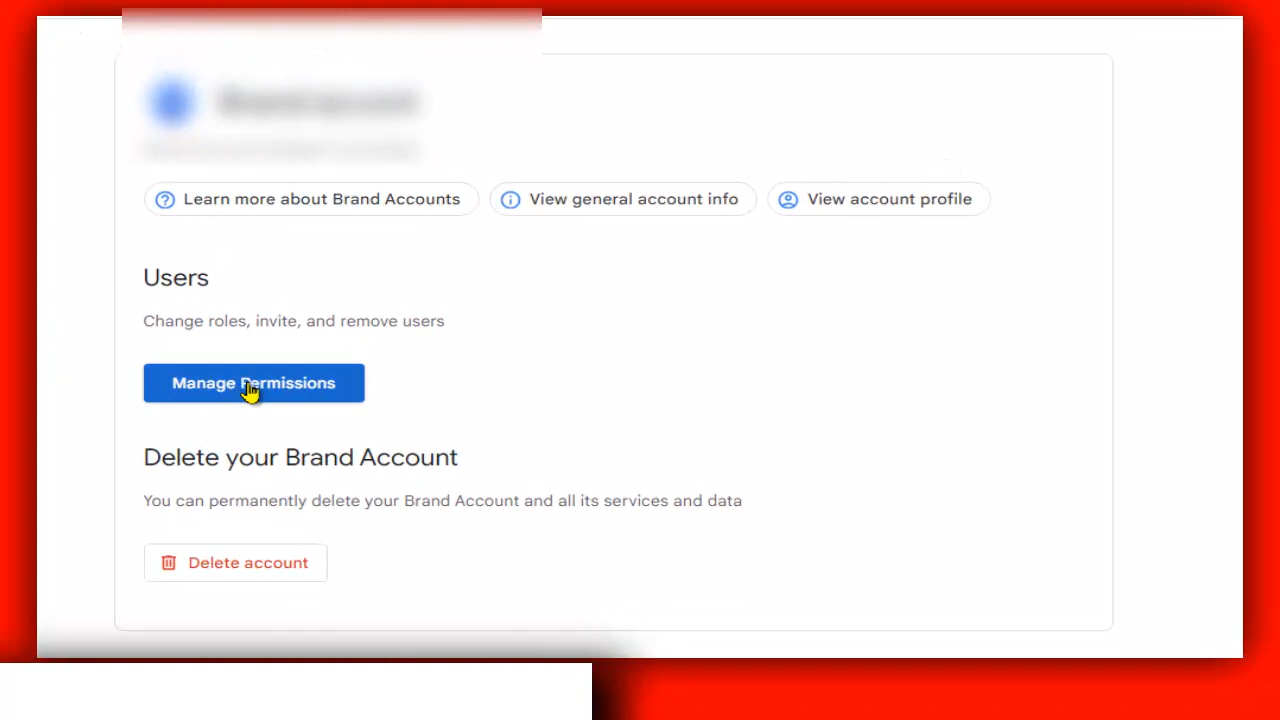 Learn more about Brand Accounts
View general account info
View account profile
Users
Change roles, invite, and remove users
Manage Permissions
Delete your Brand Account
You can permanently delete your Brand Account and all its services and data
Delete account